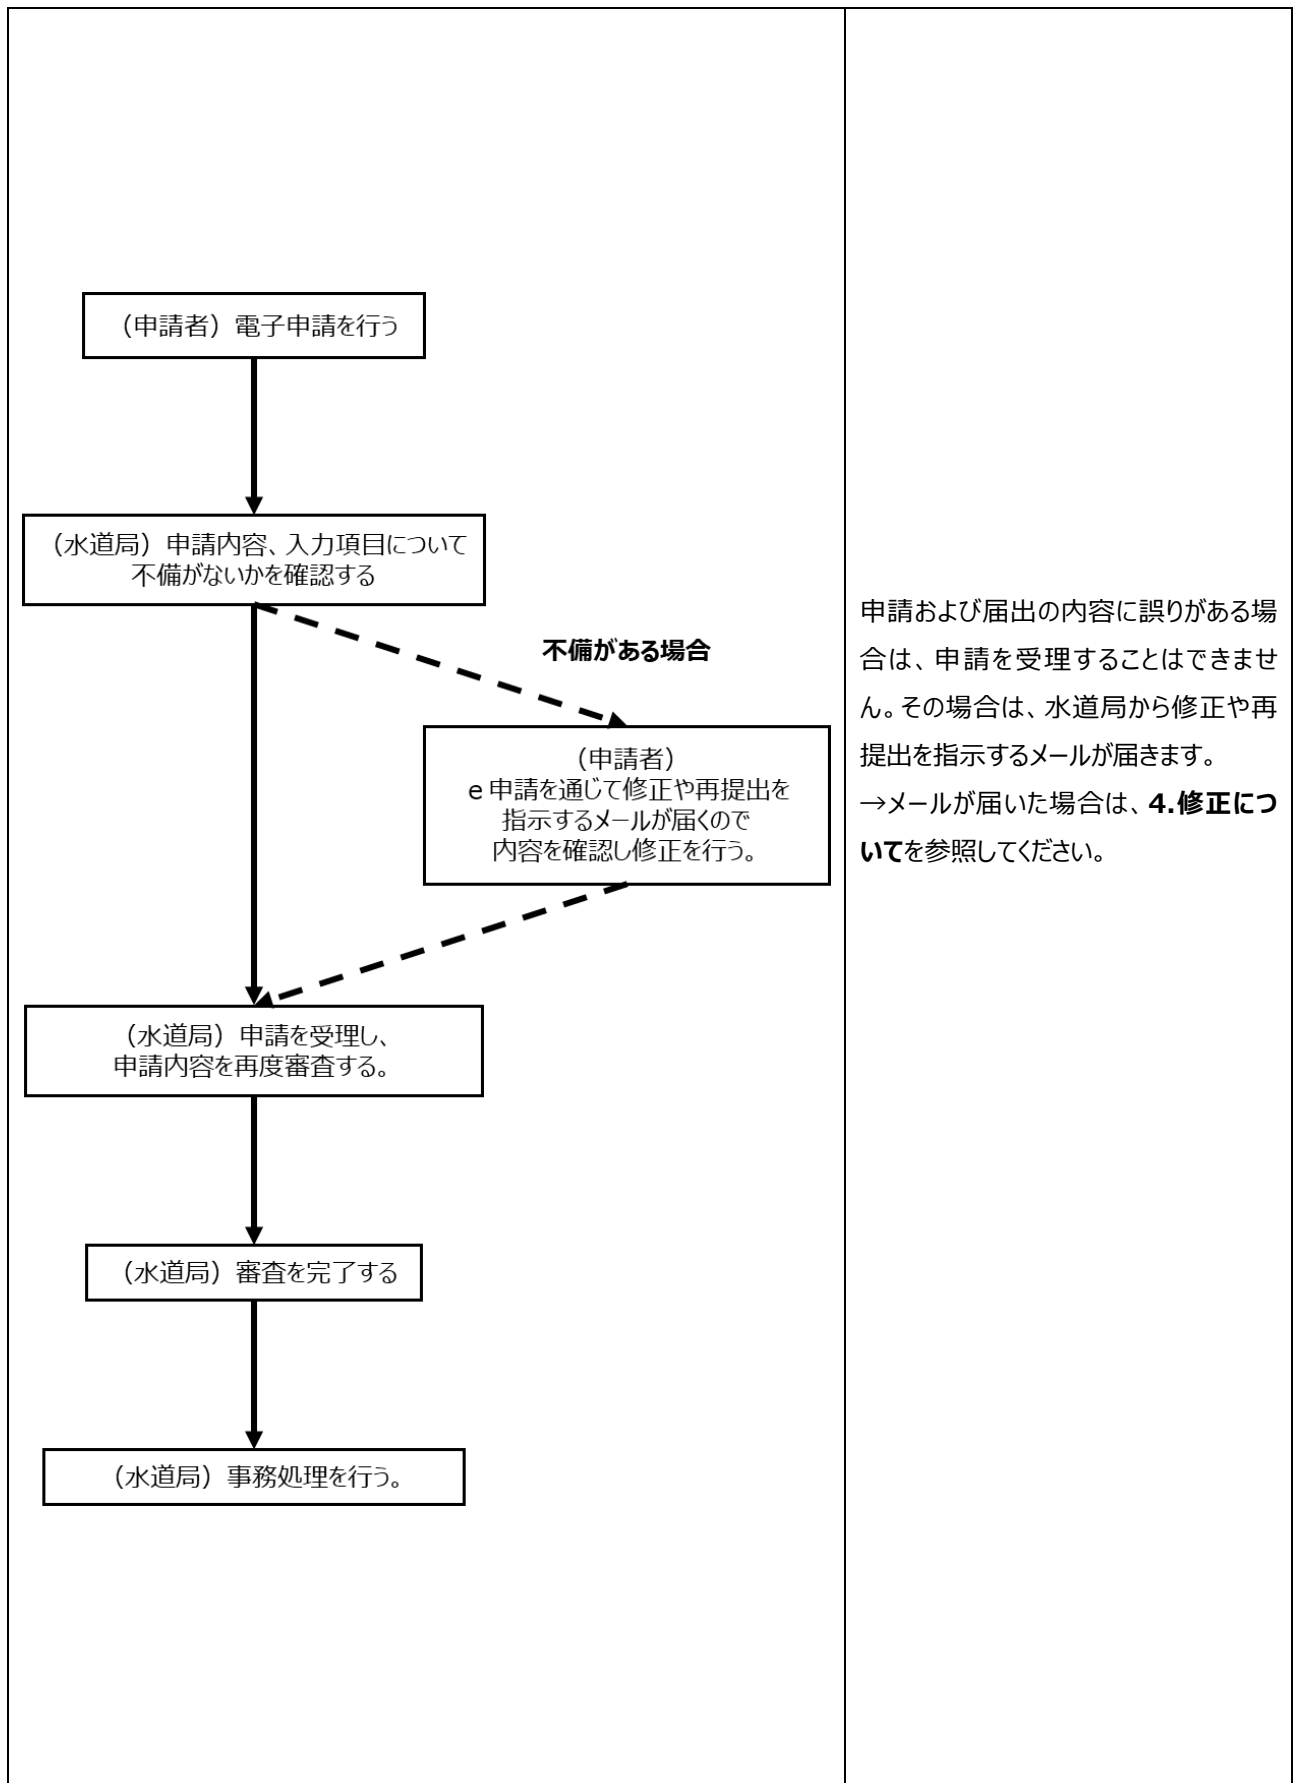 （申請者）電子申請を行う
（水道局）申請内容、入力項目について
不備がないかを確認する
不備がある場合
（申請者）
e申請を通じて修正や再提出を
指示するメールが届くので
内容を確認し修正を行う。
（水道局）申請を受理し、
申請内容を再度審査する。
（水道局）審査を完了する
（水道局）事務処理を行う。
申請および届出の内容に誤りがある場
合は、申請を受理することはできませ
ん。その場合は、水道局から修正や再
提出を指示するメールが届きます。
→メールが届いた場合は、4.修正につ
いてを参照してください。